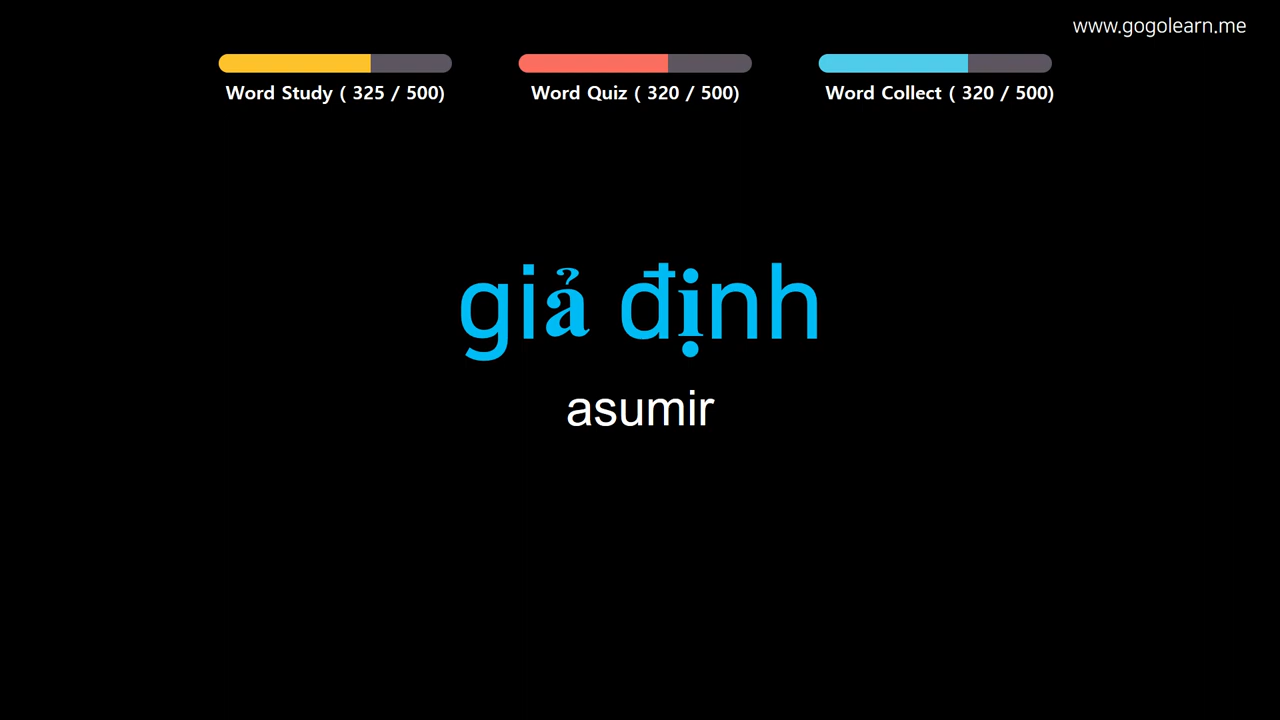 www.gogolearn.me
Word Study ( 325 / 500)
Word Quiz ( 320 / 500)
Word Collect ( 320 / 500)
giả định
asumir